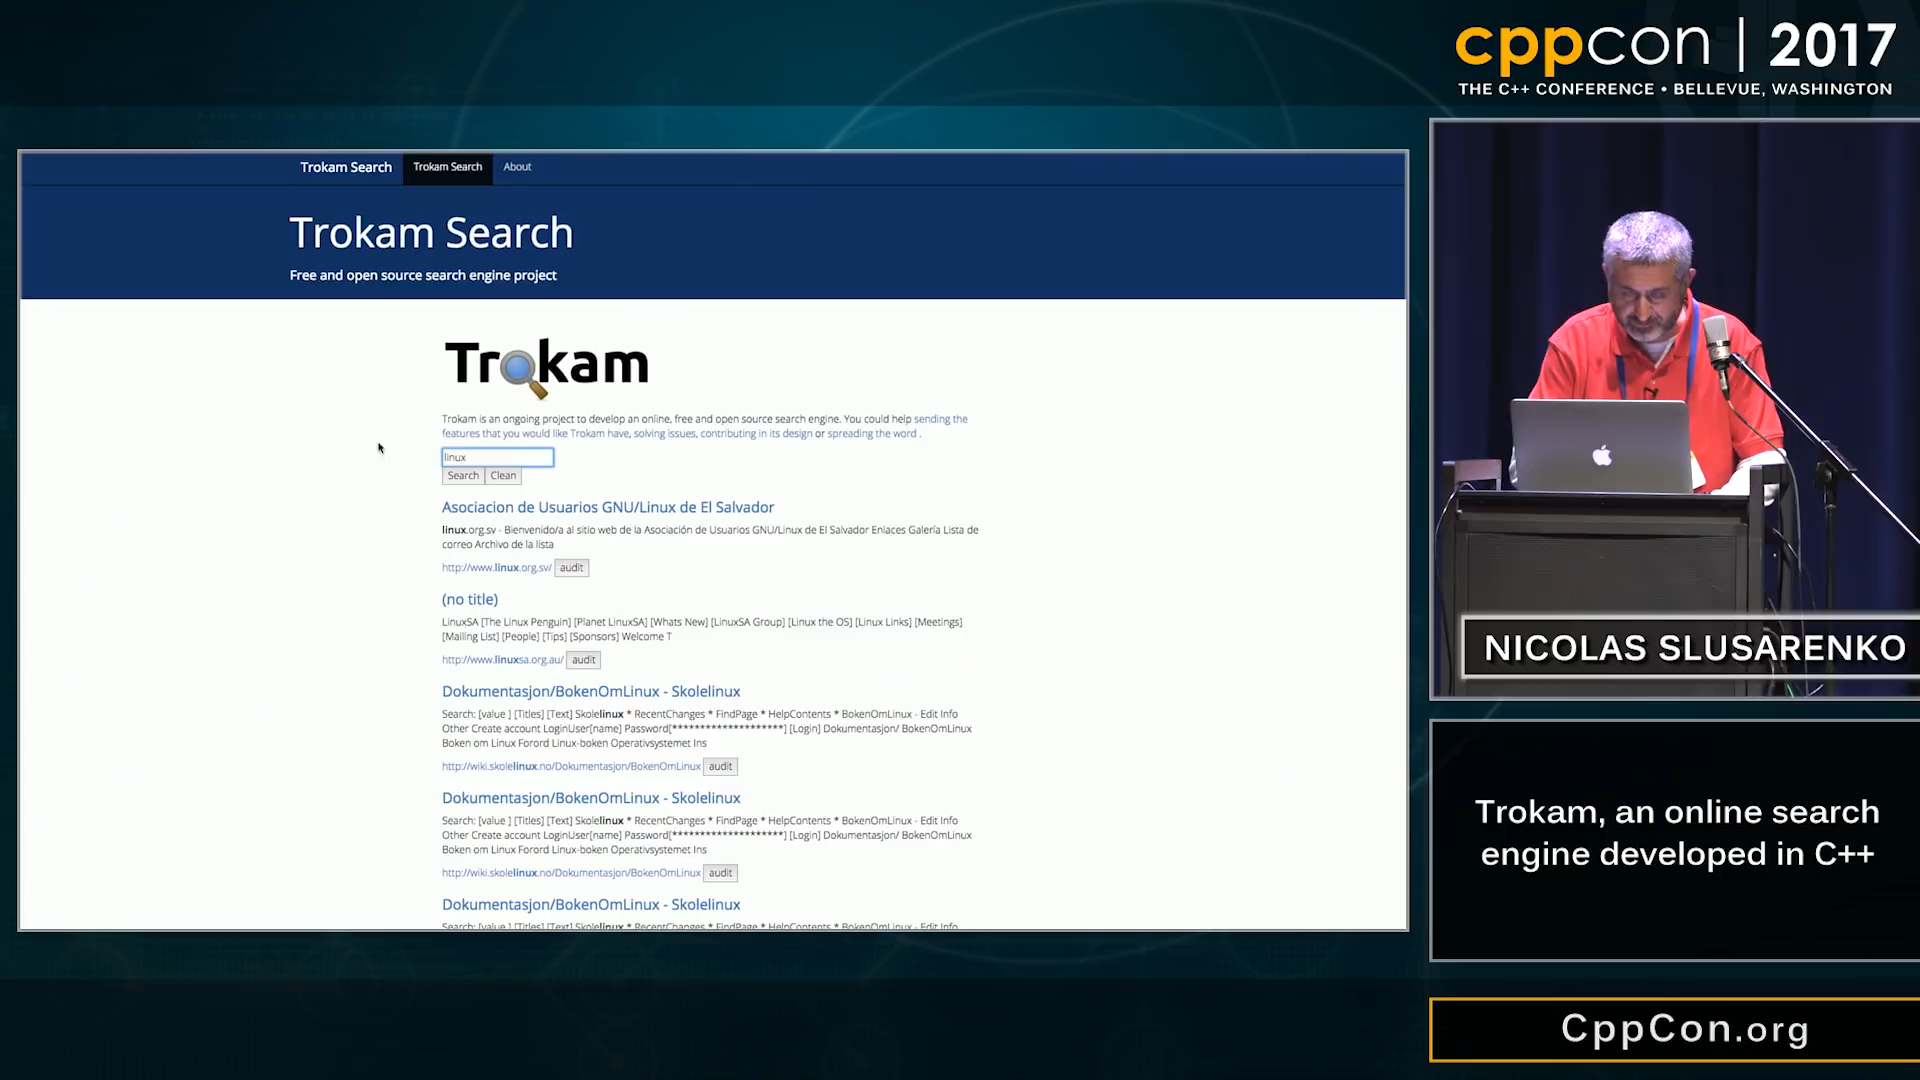 cppcon | 2017
THE C++ CONFERENCE • BELLEVUE, WASHINGTON
Trokam Search
Trokam Search
About
Trokam Search
Free and open source search engine project
Trokam
Trokam is an ongoing project to develop an online, free and open source search engine. You could help sending the
features that you would like Trokam have, solving issues, contributing in its design or spreading the word .
linux
Search
Clean
Asociacion de Usuarios GNU/Linux de El Salvador
linux.org.sv - Bienvenido/a al sitio web de la Asociación de Usuarios GNU/Linux de El Salvador Enlaces Galería Lista de
correo Archivo de la lista
http://www.linux.org.sv/ audit
(no title)
LinuxSA [The Linux Penguin] [Planet LinuxSA] [Whats New] [LinuxSA Group] [Linux the OS] [Linux Links] [Meetings]
[Mailing List] [People] [Tips] [Sponsors] Welcome T
http://www.linuxsa.org.au/ audit
Dokumentasjon/BokenOmLinux - Skolelinux
Search: [value ] [Titles] [Text] Skolelinux * RecentChanges * FindPage * HelpContents * BokenOmLinux - Edit Info
Other Create account LoginUser[name] Password[********************] [Login] Dokumentasjon/ BokenOmLinux
Boken om Linux Forord Linux-boken Operativsystemet Ins
http://wiki.skolelinux.no/Dokumentasjon/BokenOmLinux audit
Dokumentasjon/BokenOmLinux - Skolelinux
Search: [value ] [Titles] [Text] Skolelinux * RecentChanges * FindPage * HelpContents * BokenOmLinux - Edit Info
Other Create account LoginUser[name] Password[********************] [Login] Dokumentasjon/ BokenOmLinux
Boken om Linux Forord Linux-boken Operativsystemet Ins
http://wiki.skolelinux.no/Dokumentasjon/BokenOmLinux audit
Dokumentasjon/BokenOmLinux - Skolelinux
Search: [value ] [Titles] [Text] Skolelinux * RecentChanges * FindPage * HelpContents * BokenOmLinux - Edit Info
NICOLAS SLUSARENKO
Trokam, an online search
engine developed in C++
CppCon.org